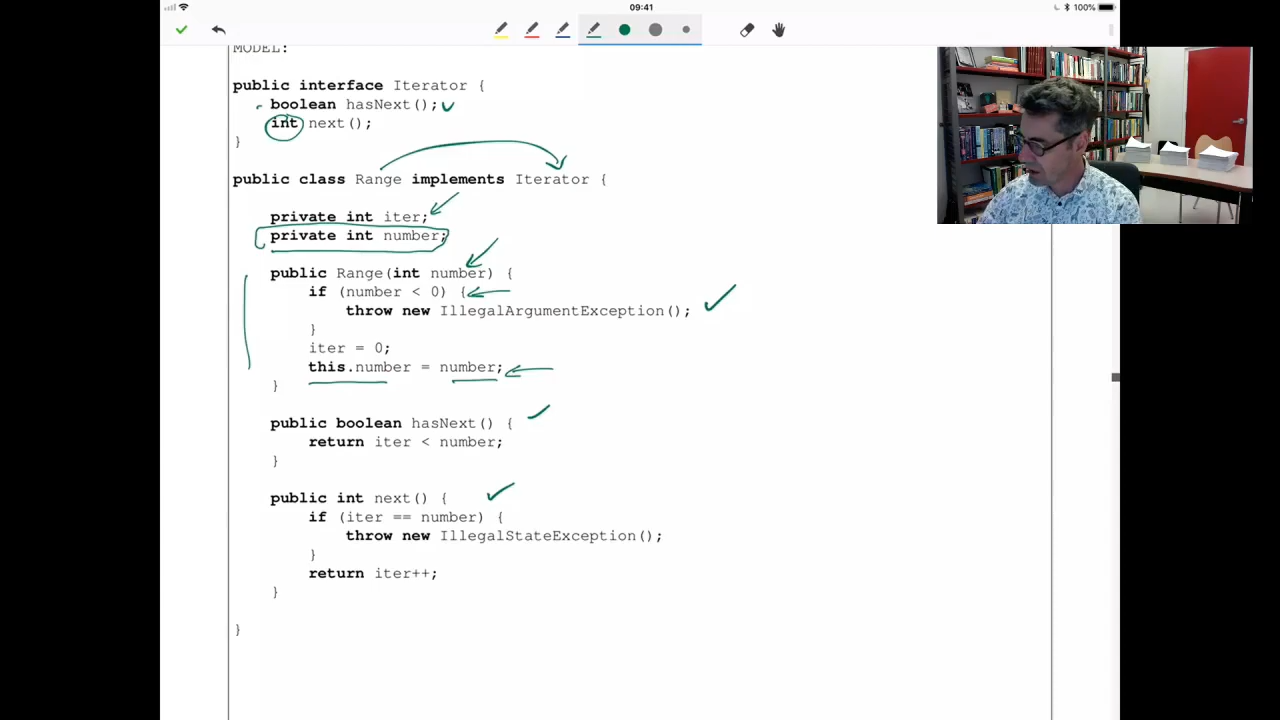 09:41
100%
MODEL:
public interface Iterator {
boolean hasNext();
int next();
}
public class Range implements Iterator {
private int iter;
private int number;
public Range(int number) {
if (number < 0) {
throw new IllegalArgumentException();
}
iter = 0;
this.number = number;
}
public boolean hasNext() {
return iter < number;
}
public int next() {
if (iter == number) {
throw new IllegalStateException();
}
return iter++;
}
}